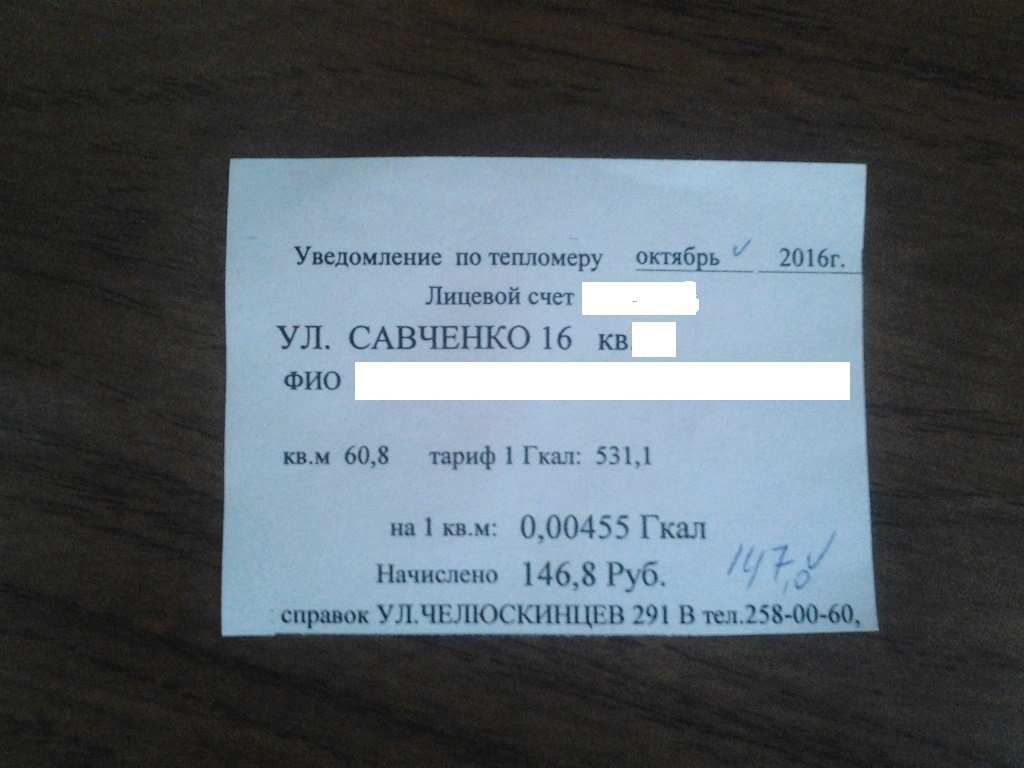 Уведомление по тепломеру октябрь ✓ 2016г.
Лицевой счет
УЛ. САВЧЕНКО 16 кв.
ФИО
кв.м 60,8 тариф 1 Гкал: 531,1
на 1 кв.м: 0,00455 Гкал
Начислено 146,8 Руб. 147,0 ✓
справок УЛ.ЧЕЛЮСКИНЦЕВ 291 В тел.258-00-60,